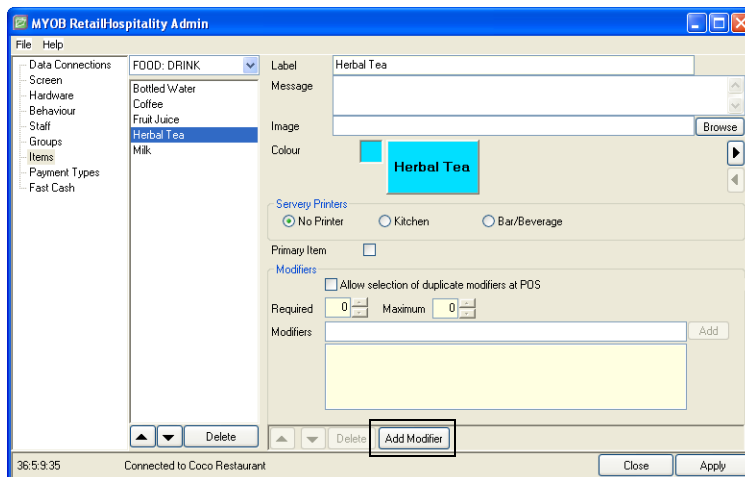 MYOB RetailHospitality Admin
File Help
Data Connections
Screen
Hardware
Behaviour
Staff
Groups
Items
Payment Types
Fast Cash
FOOD: DRINK
Bottled Water
Coffee
Fruit Juice
Herbal Tea
Milk
Delete
Label Herbal Tea
Message
Image Browse
Colour Herbal Tea
Servery Printers
No Printer Kitchen Bar/Beverage
Primary Item
Modifiers
Allow selection of duplicate modifiers at POS
Required 0 Maximum 0
Modifiers Add
Delete Add Modifier
36:5:9:35 Connected to Coco Restaurant Close Apply